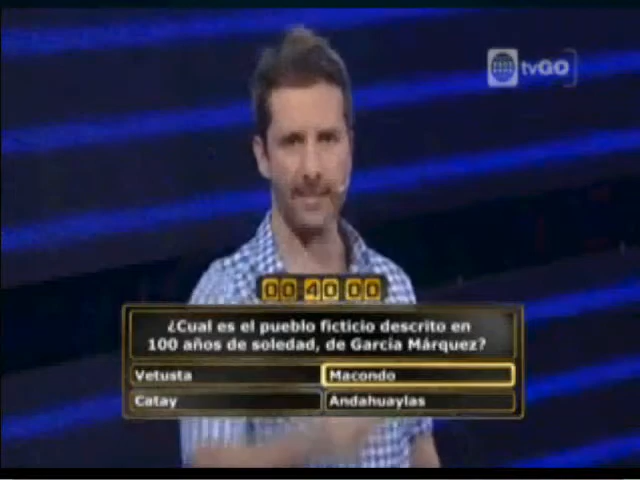 tvGO
00 40 00
¿Cual es el pueblo ficticio descrito en
100 años de soledad, de García Márquez?
Vetusta
Macondo
Catay
Andahuaylas